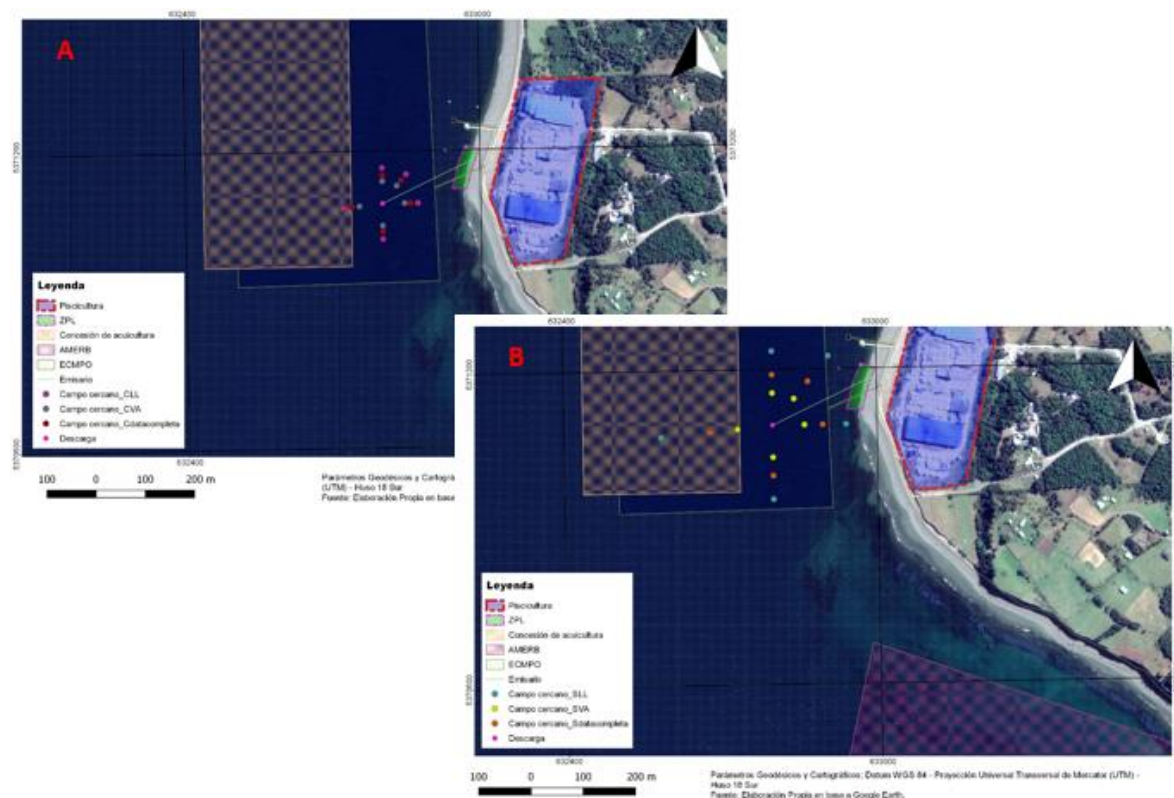 632400
633000
A
5371200
5371200
Leyenda
Piscicultura
ZPL
Concesión de acuicultura
AMERB
ECMPO
Emisario
Campo cercano_CLL
Campo cercano_CVA
Campo cercano_Cdatacompleta
Descarga
5370600
632400
100 0 100 200 m
Parámetros Geodésicos y Cartográfi
(UTM) - Huso 18 Sur
Fuente: Elaboración Propia en base
632400
633000
B
5371200
Leyenda
Piscicultura
ZPL
Concesión de acuicultura
AMERB
ECMPO
Emisario
Campo cercano_SLL
Campo cercano_SVA
Campo cercano_Sdatacompleta
Descarga
5370600
5370600
632400
633000
100 0 100 200 m
Parámetros Geodésicos y Cartográficos: Datum WGS 84 - Proyección Universal Transversal de Mercator (UTM) -
Huso 18 Sur
Fuente: Elaboración Propia en base a Google Earth.